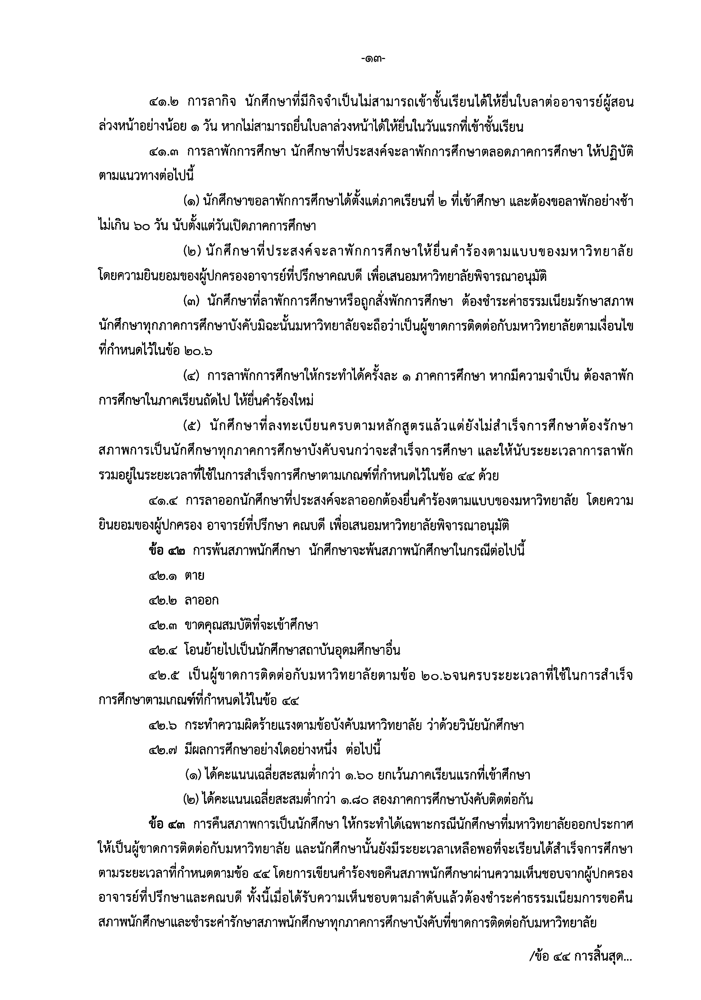 -๑๓-
๔๑.๒ การลากิจ นักศึกษาที่มีกิจจำเป็นไม่สามารถเข้าชั้นเรียนได้ให้ยื่นใบลาต่ออาจารย์ผู้สอน
ล่วงหน้าอย่างน้อย ๑ วัน หากไม่สามารถยื่นใบลาล่วงหน้าได้ให้ยื่นในวันแรกที่เข้าชั้นเรียน
๔๑.๓ การลาพักการศึกษา นักศึกษาที่ประสงค์จะลาพักการศึกษาตลอดภาคการศึกษา ให้ปฏิบัติ
ตามแนวทางต่อไปนี้
(๑) นักศึกษาขอลาพักการศึกษาได้ตั้งแต่ภาคเรียนที่ ๒ ที่เข้าศึกษา และต้องขอลาพักอย่างช้า
ไม่เกิน ๖๐ วัน นับตั้งแต่วันเปิดภาคการศึกษา
(๒) นักศึกษาที่ประสงค์จะลาพักการศึกษาให้ยื่นคำร้องตามแบบของมหาวิทยาลัย
โดยความยินยอมของผู้ปกครองอาจารย์ที่ปรึกษาคณบดี เพื่อเสนอมหาวิทยาลัยพิจารณาอนุมัติ
(๓) นักศึกษาที่ลาพักการศึกษาหรือถูกสั่งพักการศึกษา ต้องชำระค่าธรรมเนียมรักษาสภาพ
นักศึกษาทุกภาคการศึกษาบังคับมิฉะนั้นมหาวิทยาลัยจะถือว่าเป็นผู้ขาดการติดต่อกับมหาวิทยาลัยตามเงื่อนไข
ที่กำหนดไว้ในข้อ ๒๐.๖
(๔) การลาพักการศึกษาให้กระทำได้ครั้งละ ๑ ภาคการศึกษา หากมีความจำเป็น ต้องลาพัก
การศึกษาในภาคเรียนถัดไป ให้ยื่นคำร้องใหม่
(๕) นักศึกษาที่ลงทะเบียนครบตามหลักสูตรแล้วแต่ยังไม่สำเร็จการศึกษาต้องรักษา
สภาพการเป็นนักศึกษาทุกภาคการศึกษาบังคับจนกว่าจะสำเร็จการศึกษา และให้นับระยะเวลาการลาพัก
รวมอยู่ในระยะเวลาที่ใช้ในการสำเร็จการศึกษาตามเกณฑ์ที่กำหนดไว้ในข้อ ๔๔ ด้วย
๔๑.๔ การลาออกนักศึกษาที่ประสงค์จะลาออกต้องยื่นคำร้องตามแบบของมหาวิทยาลัย โดยความ
ยินยอมของผู้ปกครอง อาจารย์ที่ปรึกษา คณบดี เพื่อเสนอมหาวิทยาลัยพิจารณาอนุมัติ
ข้อ ๔๒ การพ้นสภาพนักศึกษา นักศึกษาจะพ้นสภาพนักศึกษาในกรณีต่อไปนี้
๔๒.๑ ตาย
๔๒.๒ ลาออก
๔๒.๓ ขาดคุณสมบัติที่จะเข้าศึกษา
๔๒.๔ โอนย้ายไปเป็นนักศึกษาสถาบันอุดมศึกษาอื่น
๔๒.๕ เป็นผู้ขาดการติดต่อกับมหาวิทยาลัยตามข้อ ๒๐.๖จนครบระยะเวลาที่ใช้ในการสำเร็จ
การศึกษาตามเกณฑ์ที่กำหนดไว้ในข้อ ๔๔
๔๒.๖ กระทำความผิดร้ายแรงตามข้อบังคับมหาวิทยาลัย ว่าด้วยวินัยนักศึกษา
๔๒.๗ มีผลการศึกษาอย่างใดอย่างหนึ่ง ต่อไปนี้
(๑) ได้คะแนนเฉลี่ยสะสมต่ำกว่า ๑.๖๐ ยกเว้นภาคเรียนแรกที่เข้าศึกษา
(๒) ได้คะแนนเฉลี่ยสะสมต่ำกว่า ๑.๘๐ สองภาคการศึกษาบังคับติดต่อกัน
ข้อ ๔๓ การคืนสภาพการเป็นนักศึกษา ให้กระทำได้เฉพาะกรณีนักศึกษาที่มหาวิทยาลัยออกประกาศ
ให้เป็นผู้ขาดการติดต่อกับมหาวิทยาลัย และนักศึกษานั้นยังมีระยะเวลาเหลือพอที่จะเรียนได้สำเร็จการศึกษา
ตามระยะเวลาที่กำหนดตามข้อ ๔๔ โดยการเขียนคำร้องขอคืนสภาพนักศึกษาผ่านความเห็นชอบจากผู้ปกครอง
อาจารย์ที่ปรึกษาและคณบดี ทั้งนี้เมื่อได้รับความเห็นชอบตามลำดับแล้วต้องชำระค่าธรรมเนียมการขอคืน
สภาพนักศึกษาและชำระค่ารักษาสภาพนักศึกษาทุกภาคการศึกษาบังคับที่ขาดการติดต่อกับมหาวิทยาลัย
/ข้อ ๔๔ การสิ้นสุด...